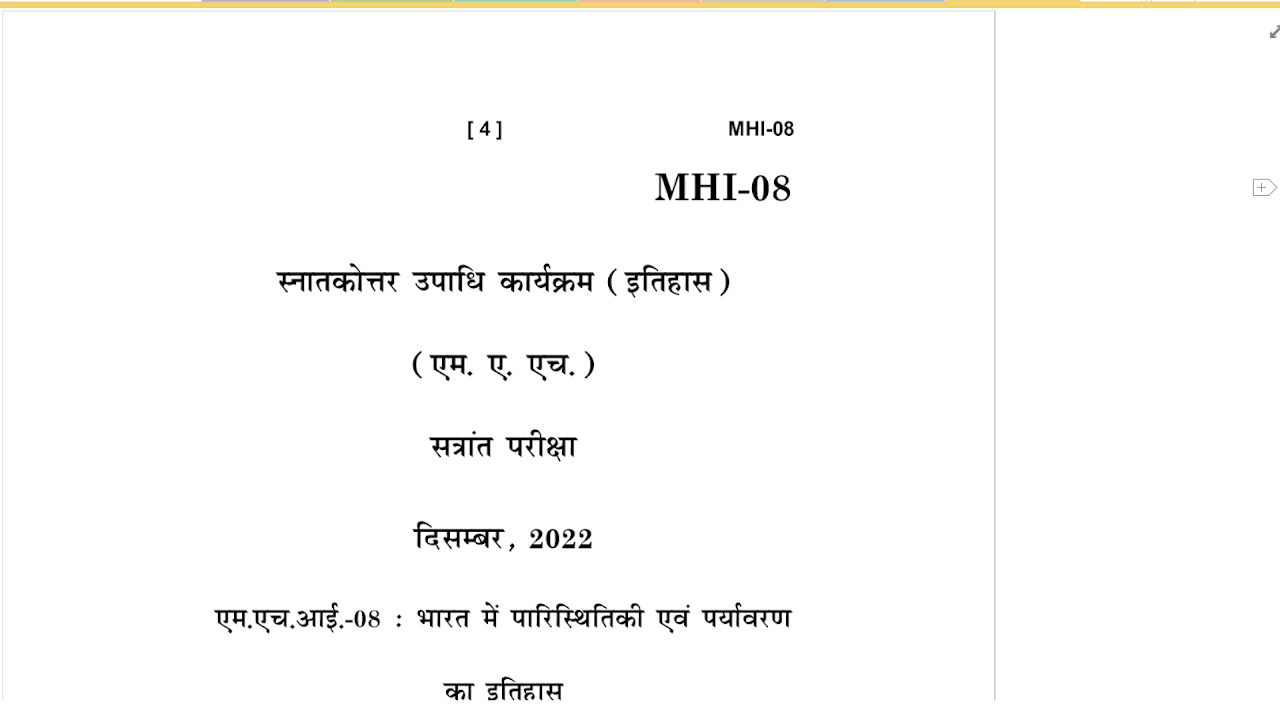 [ 4 ] MHI-08
MHI-08
स्नातकोत्तर उपाधि कार्यक्रम ( इतिहास )
( एम. ए. एच. )
सत्रांत परीक्षा
दिसम्बर, 2022
एम.एच.आई.-08 : भारत में पारिस्थितिकी एवं पर्यावरण
का इतिहास